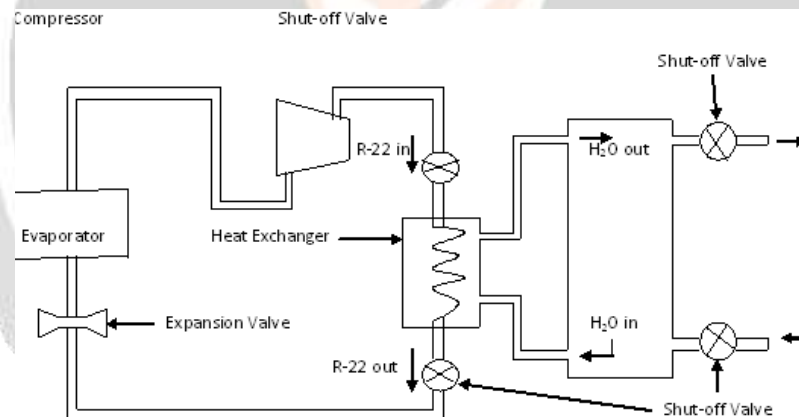 Compressor
Shut-off Valve
Shut-off Valve
R-22 in
H₂O out
Evaporator
Heat Exchanger
Expansion Valve
H₂O in
R-22 out
Shut-off Valve